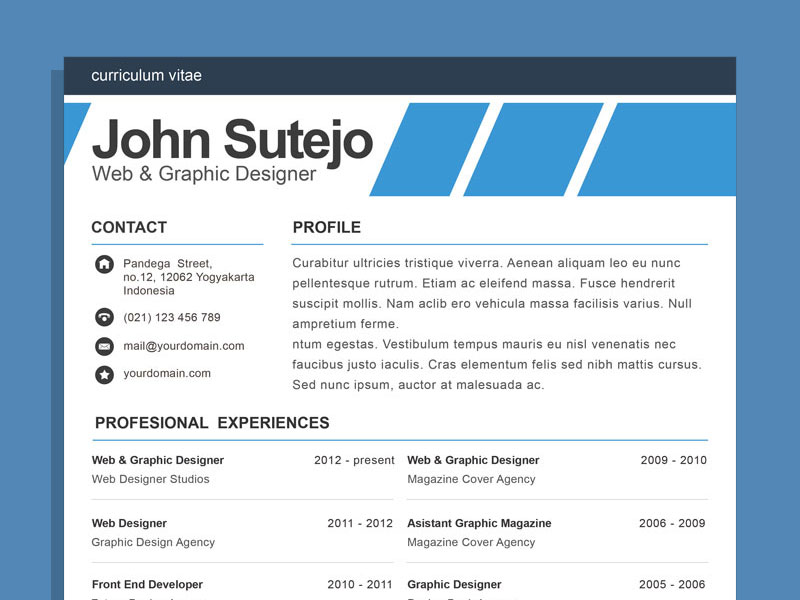 curriculum vitae
John Sutejo
Web & Graphic Designer
CONTACT
Pandega Street,
no.12, 12062 Yogyakarta
Indonesia
(021) 123 456 789
mail@yourdomain.com
yourdomain.com
PROFILE
Curabitur ultricies tristique viverra. Aenean aliquam leo eu nunc
pellentesque rutrum. Etiam ac eleifend massa. Fusce hendrerit
suscipit mollis. Nam aclib ero vehicula massa facilisis varius. Null
ampretium ferme.
ntum egestas. Vestibulum tempus mauris eu nisl venenatis nec
faucibus justo iaculis. Cras elementum felis sed nibh mattis cursus.
Sed nunc ipsum, auctor at malesuada ac.
PROFESIONAL EXPERIENCES
Web & Graphic Designer 2012 - present
Web Designer Studios
Web Designer 2011 - 2012
Graphic Design Agency
Front End Developer 2010 - 2011
Web & Graphic Designer 2009 - 2010
Magazine Cover Agency
Asistant Graphic Magazine 2006 - 2009
Magazine Cover Agency
Graphic Designer 2005 - 2006